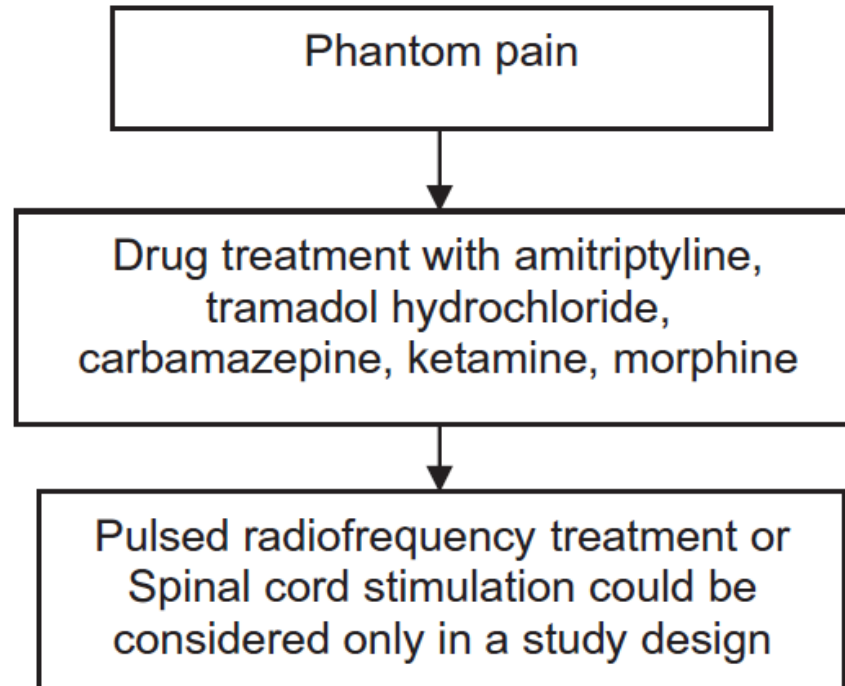 Phantom pain
Drug treatment with amitriptyline,
tramadol hydrochloride,
carbamazepine, ketamine, morphine
Pulsed radiofrequency treatment or
Spinal cord stimulation could be
considered only in a study design